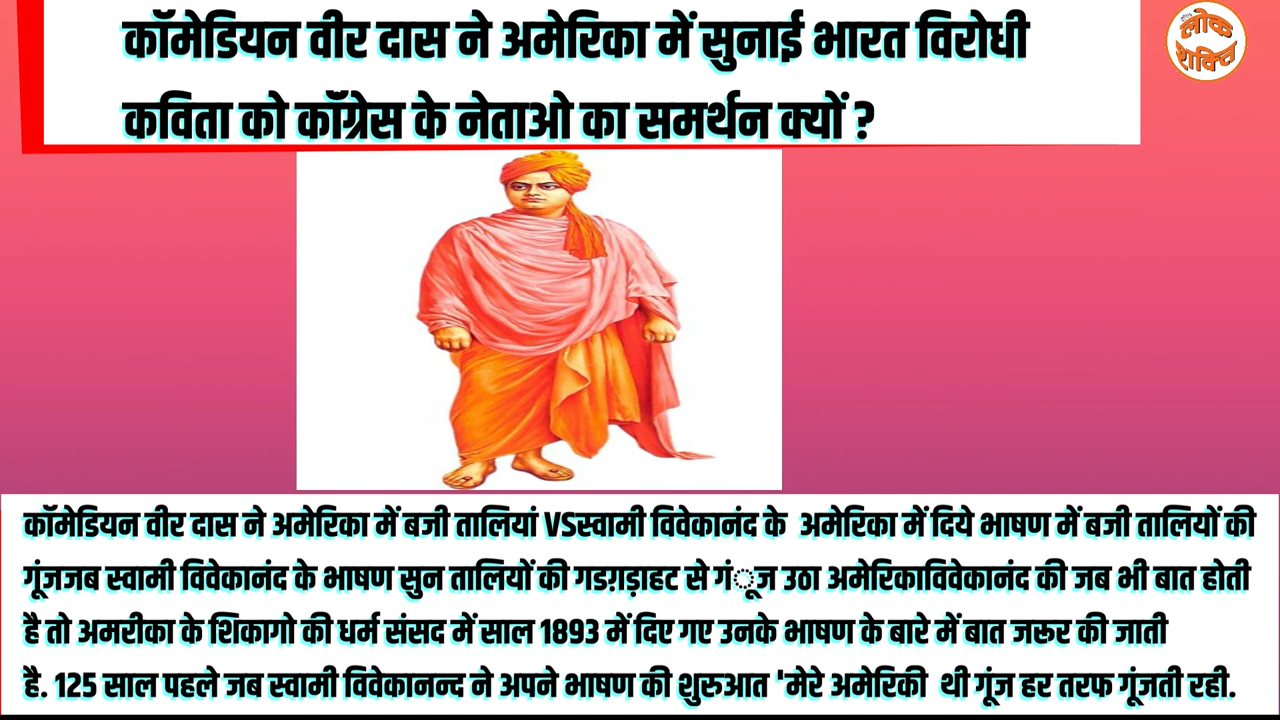 कॉमेडियन वीर दास ने अमेरिका में सुनाई भारत विरोधी
कविता को कॉंग्रेस के नेताओ का समर्थन क्यों ?
लोक
शक्ति
कॉमेडियन वीर दास ने अमेरिका में बजी तालियां VSस्वामी विवेकानंद के अमेरिका में दिये भाषण में बजी तालियों की
गूंजजब स्वामी विवेकानंद के भाषण सुन तालियों की गडग़ड़ाहट से गंूज उठा अमेरिकाविवेकानंद की जब भी बात होती
है तो अमरीका के शिकागो की धर्म संसद में साल 1893 में दिए गए उनके भाषण के बारे में बात जरूर की जाती
है. 125 साल पहले जब स्वामी विवेकानन्द ने अपने भाषण की शुरुआत 'मेरे अमेरिकी थी गूंज हर तरफ गूंजती रही.